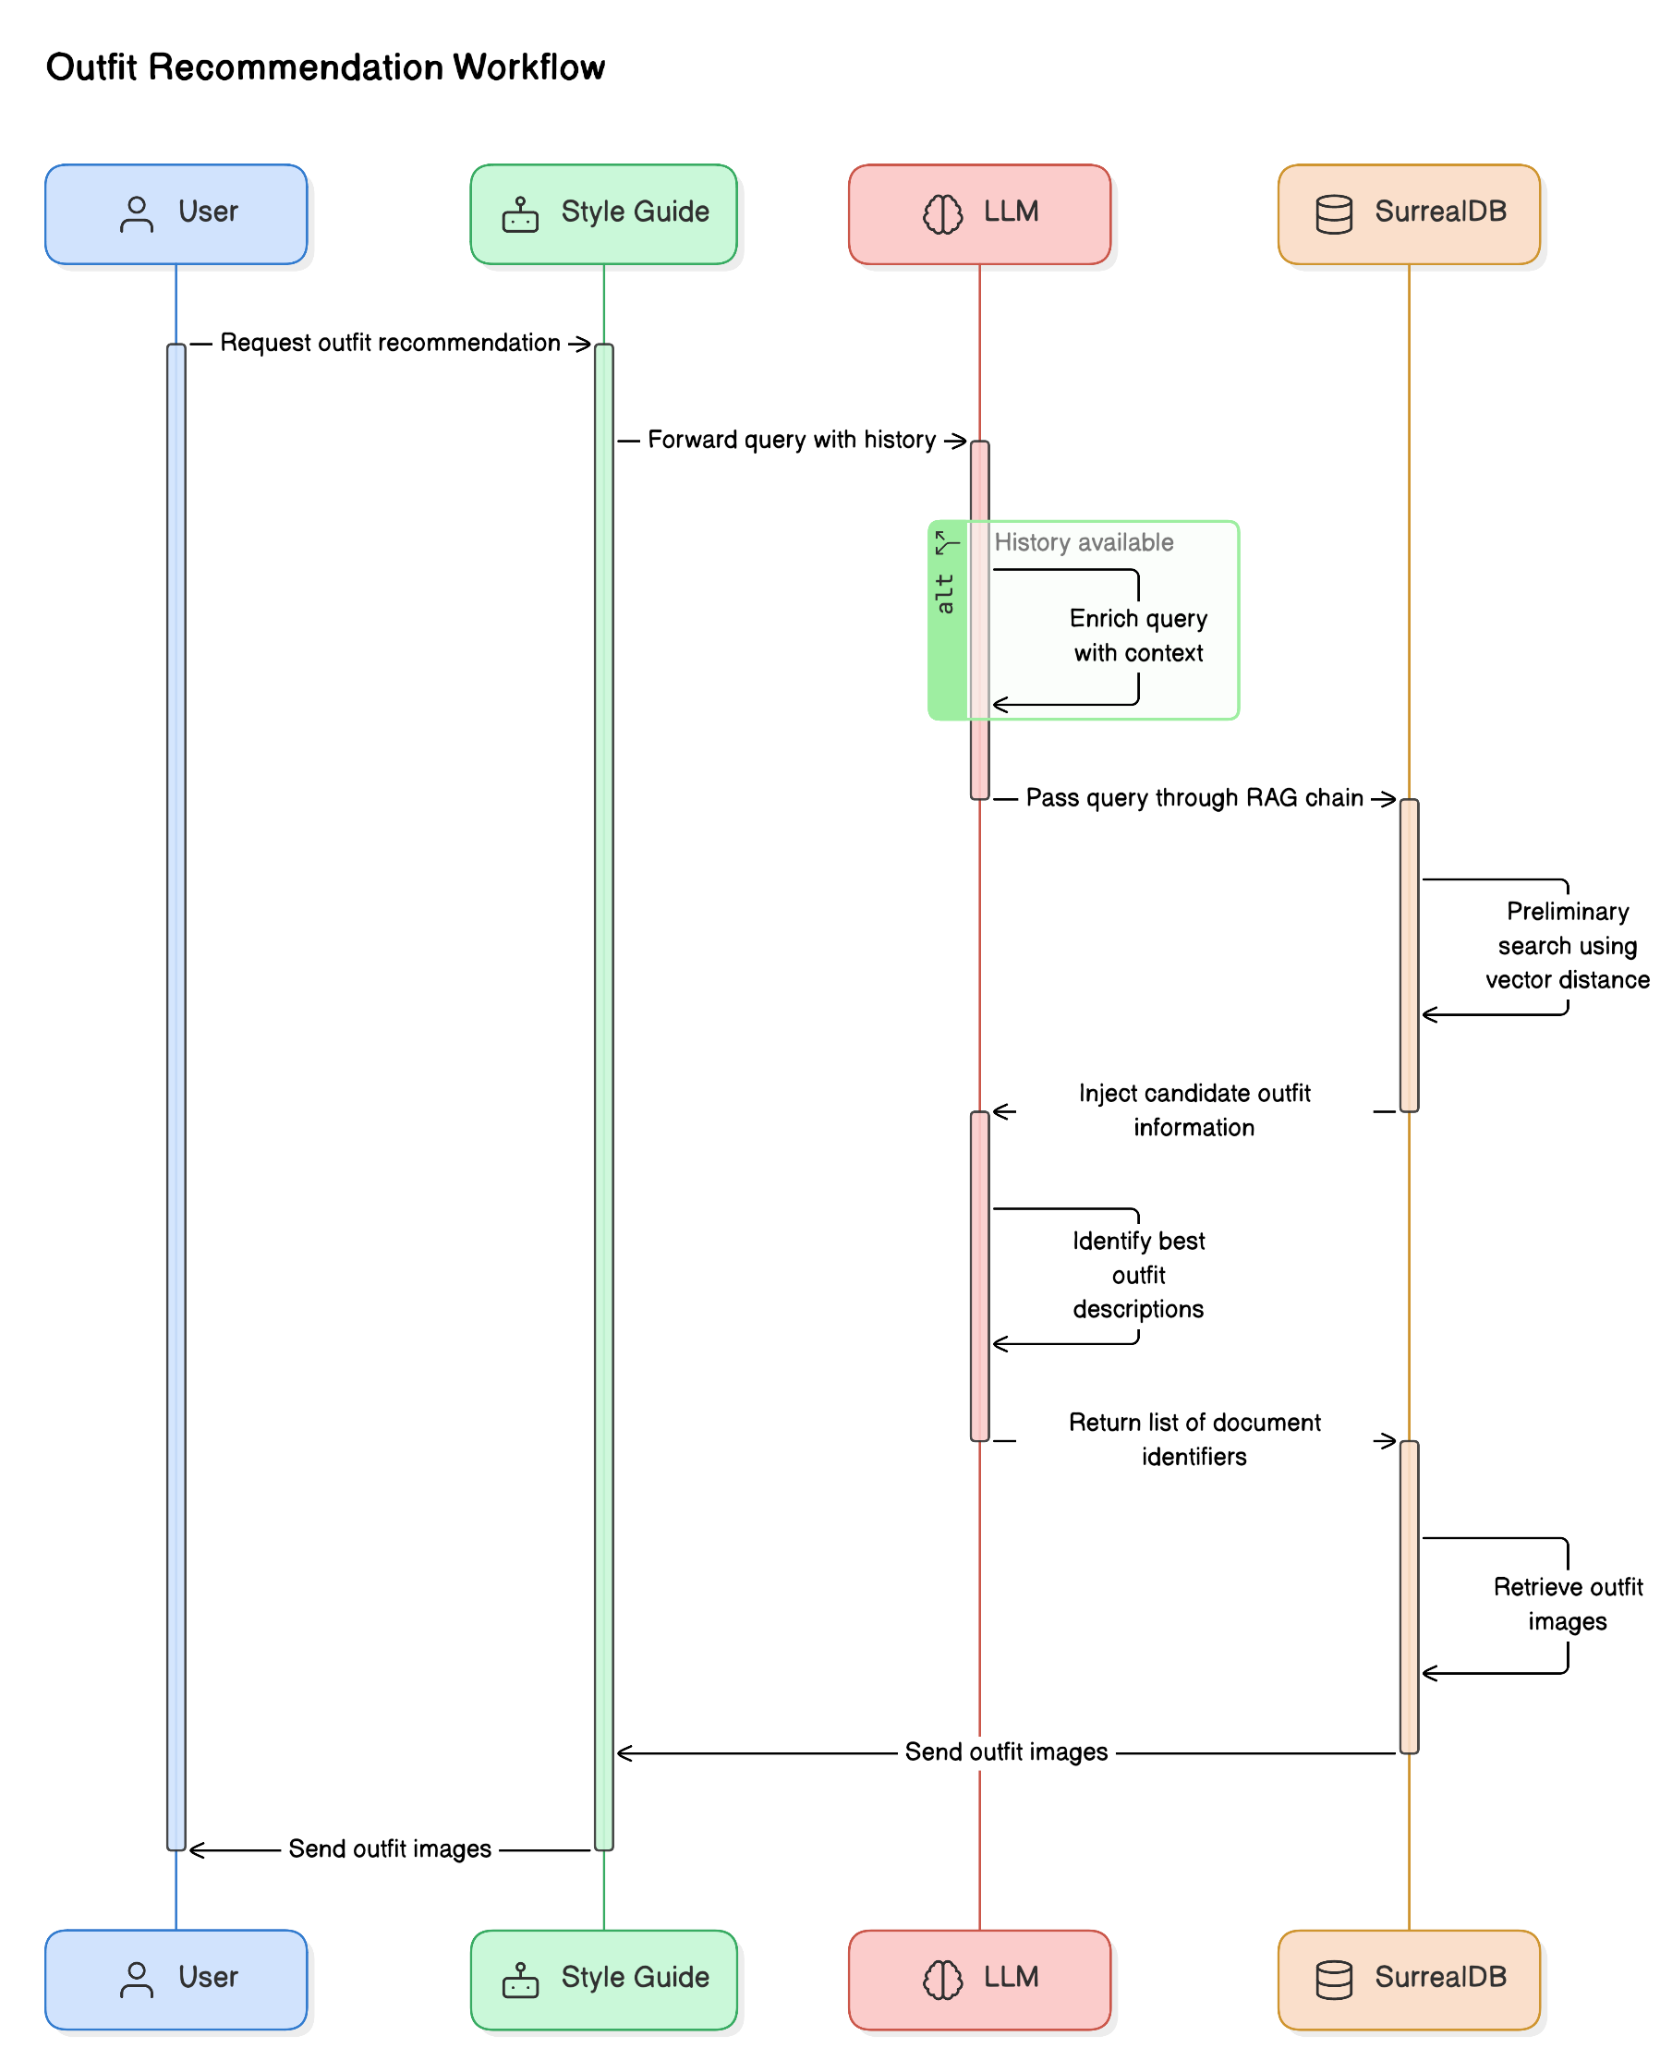 Outfit Recommendation Workflow
User
Style Guide
LLM
SurrealDB
Request outfit recommendation
Forward query with history
alt
History available
Enrich query
with context
Pass query through RAG chain
Preliminary
search using
vector distance
Inject candidate outfit
information
Identify best
outfit
descriptions
Return list of document
identifiers
Retrieve outfit
images
Send outfit images
Send outfit images
User
Style Guide
LLM
SurrealDB